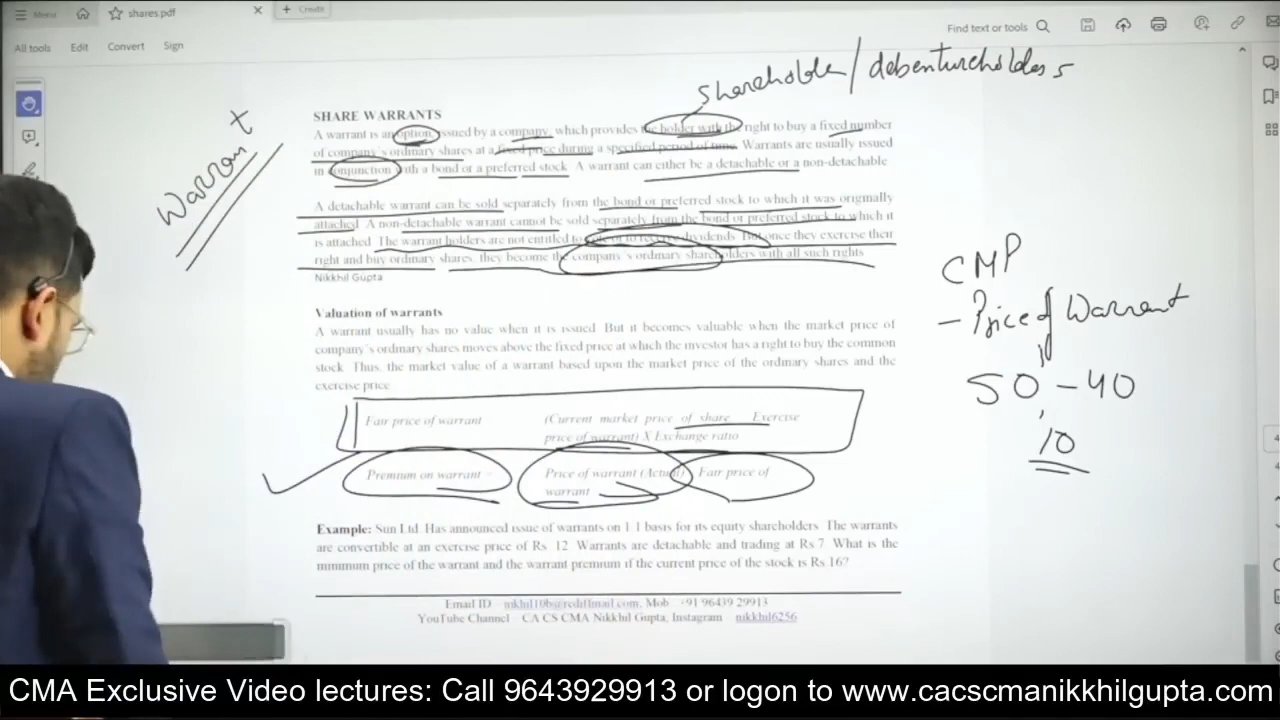 Menu
shares.pdf
+ Create
All tools Edit Convert Sign
Find text or tools
shareholder / debentureholders
Warrant
SHARE WARRANTS
A warrant is an option issued by a company, which provides the holder with the right to buy a fixed number
of company's ordinary shares at a fixed price during a specified period of time. Warrants are usually issued
in conjunction with a bond or a preferred stock. A warrant can either be a detachable or a non-detachable
A detachable warrant can be sold separately from the bond or preferred stock to which it was originally
attached. A non-detachable warrant cannot be sold separately from the bond or preferred stock to which it
is attached. The warrant holders are not entitled to vote or to receive dividends. But once they exercise their
right and buy ordinary shares, they become the company's ordinary shareholders with all such rights
Nikkhil Gupta
Valuation of warrants
A warrant usually has no value when it is issued. But it becomes valuable when the market price of
company's ordinary shares moves above the fixed price at which the investor has a right to buy the common
stock. Thus, the market value of a warrant based upon the market price of the ordinary shares and the
exercise price
Fair price of warrant (Current market price of share Exercise
price of warrant) X Exchange ratio
Premium on warrant = Price of warrant (Actual) Fair price of
warrant
CMP
- Price of Warrant
50 - 40
10
Example: Sun Ltd. Has announced issue of warrants on 1:1 basis for its equity shareholders. The warrants
are convertible at an exercise price of Rs. 12. Warrants are detachable and trading at Rs 7. What is the
minimum price of the warrant and the warrant premium if the current price of the stock is Rs.16?
Email ID nikhil10b@rediffmail.com, Mob +91 96439 29913
YouTube Channel CA CS CMA Nikkhil Gupta, Instagram nikkhil6256
CMA Exclusive Video lectures: Call 9643929913 or logon to www.cacscmanikkhilgupta.com